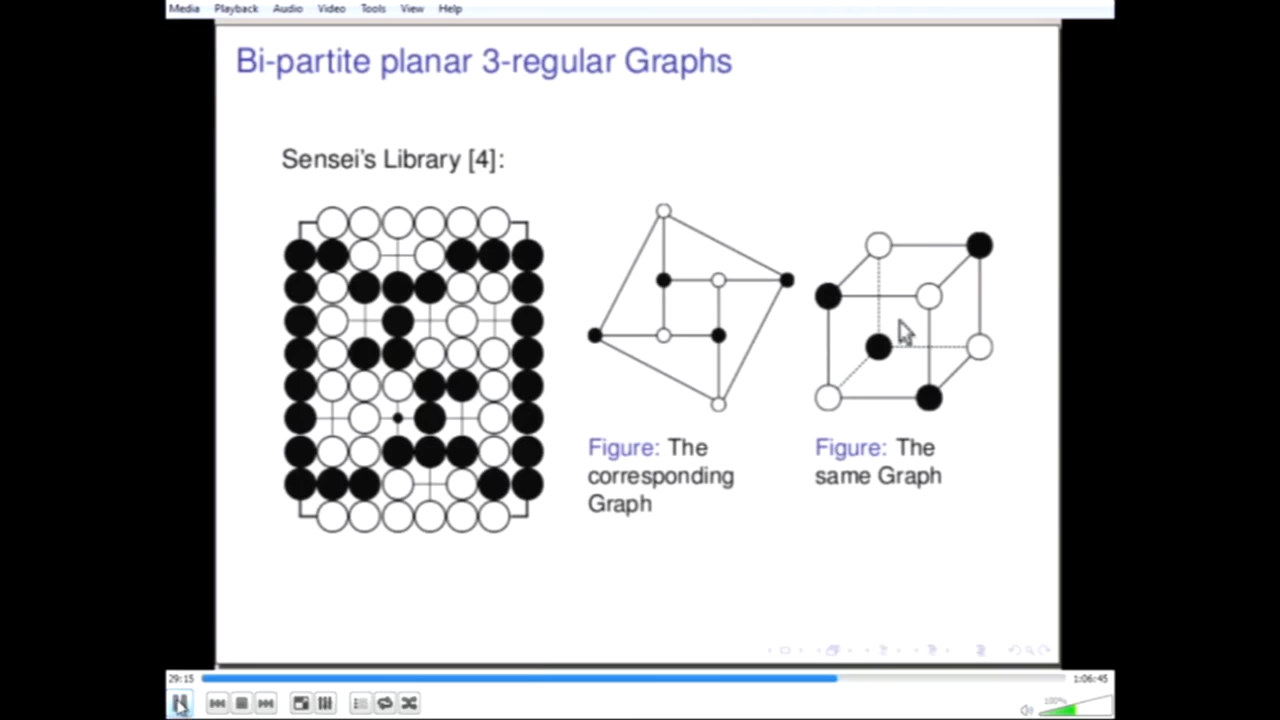 Media Playback Audio Video Tools View Help
Bi-partite planar 3-regular Graphs
Sensei's Library [4]:
Figure: The
corresponding
Graph
Figure: The
same Graph
29:15
1:06:45
100%